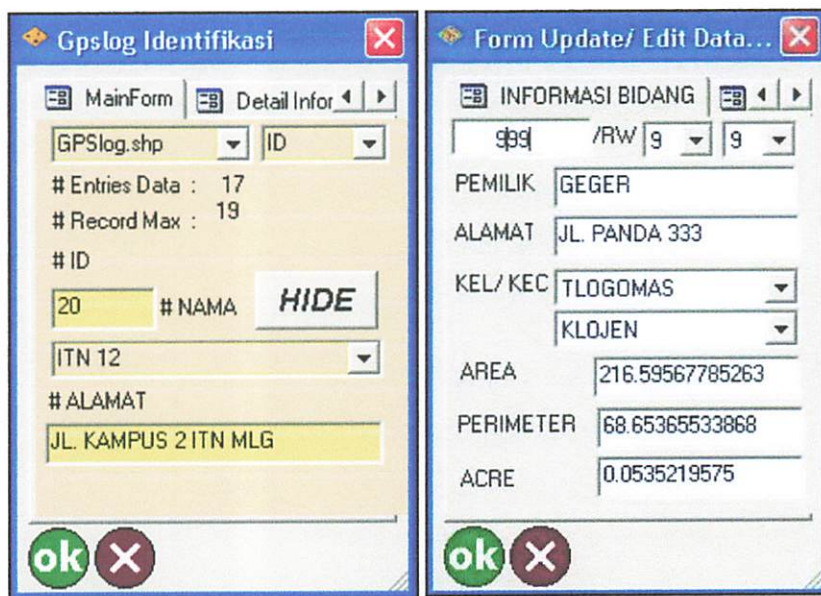 Gpslog Identifikasi
MainForm
Detail Infor
GPSlog.shp
ID
# Entries Data : 17
# Record Max : 19
# ID
20
# NAMA
HIDE
ITN 12
# ALAMAT
JL. KAMPUS 2 ITN MLG
ok
Form Update/ Edit Data...
INFORMASI BIDANG
999
/RW
9
9
PEMILIK
GEGER
ALAMAT
JL. PANDA 333
KEL/ KEC
TLOGOMAS
KLOJEN
AREA
216.59567785263
PERIMETER
68.65365533868
ACRE
0.0535219575
ok